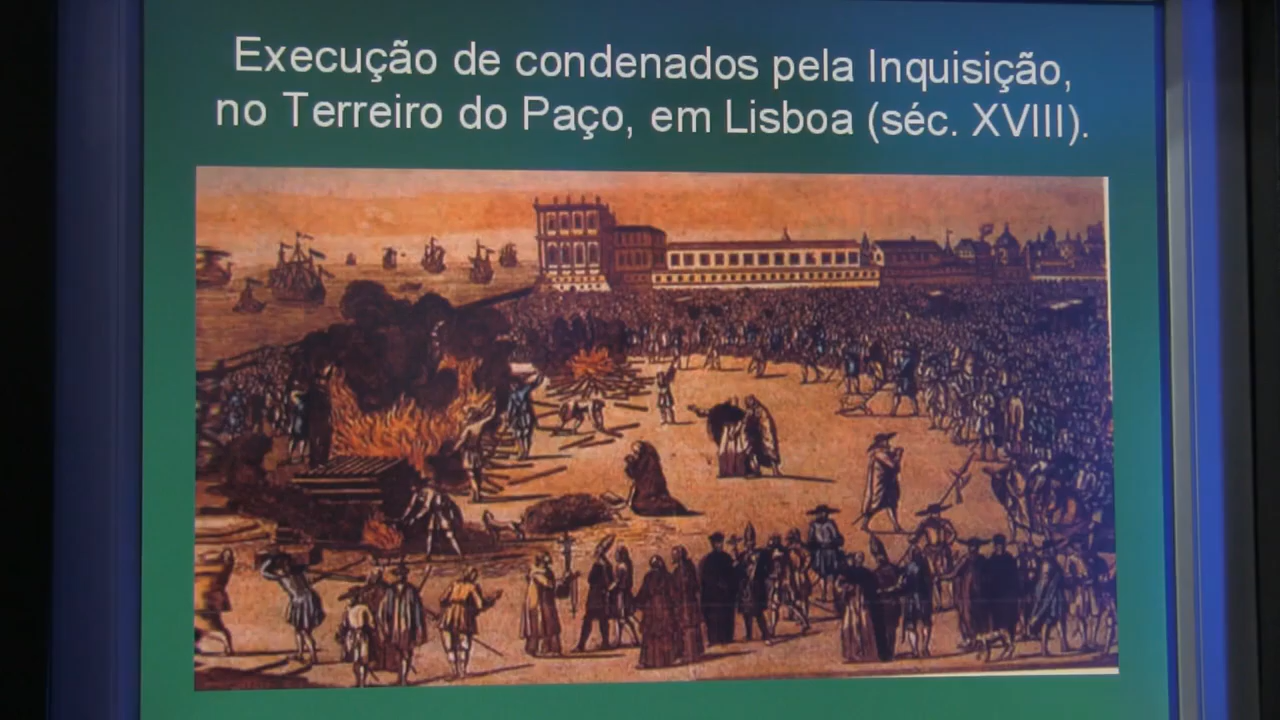 Execução de condenados pela Inquisição,
no Terreiro do Paço, em Lisboa (séc. XVIII).